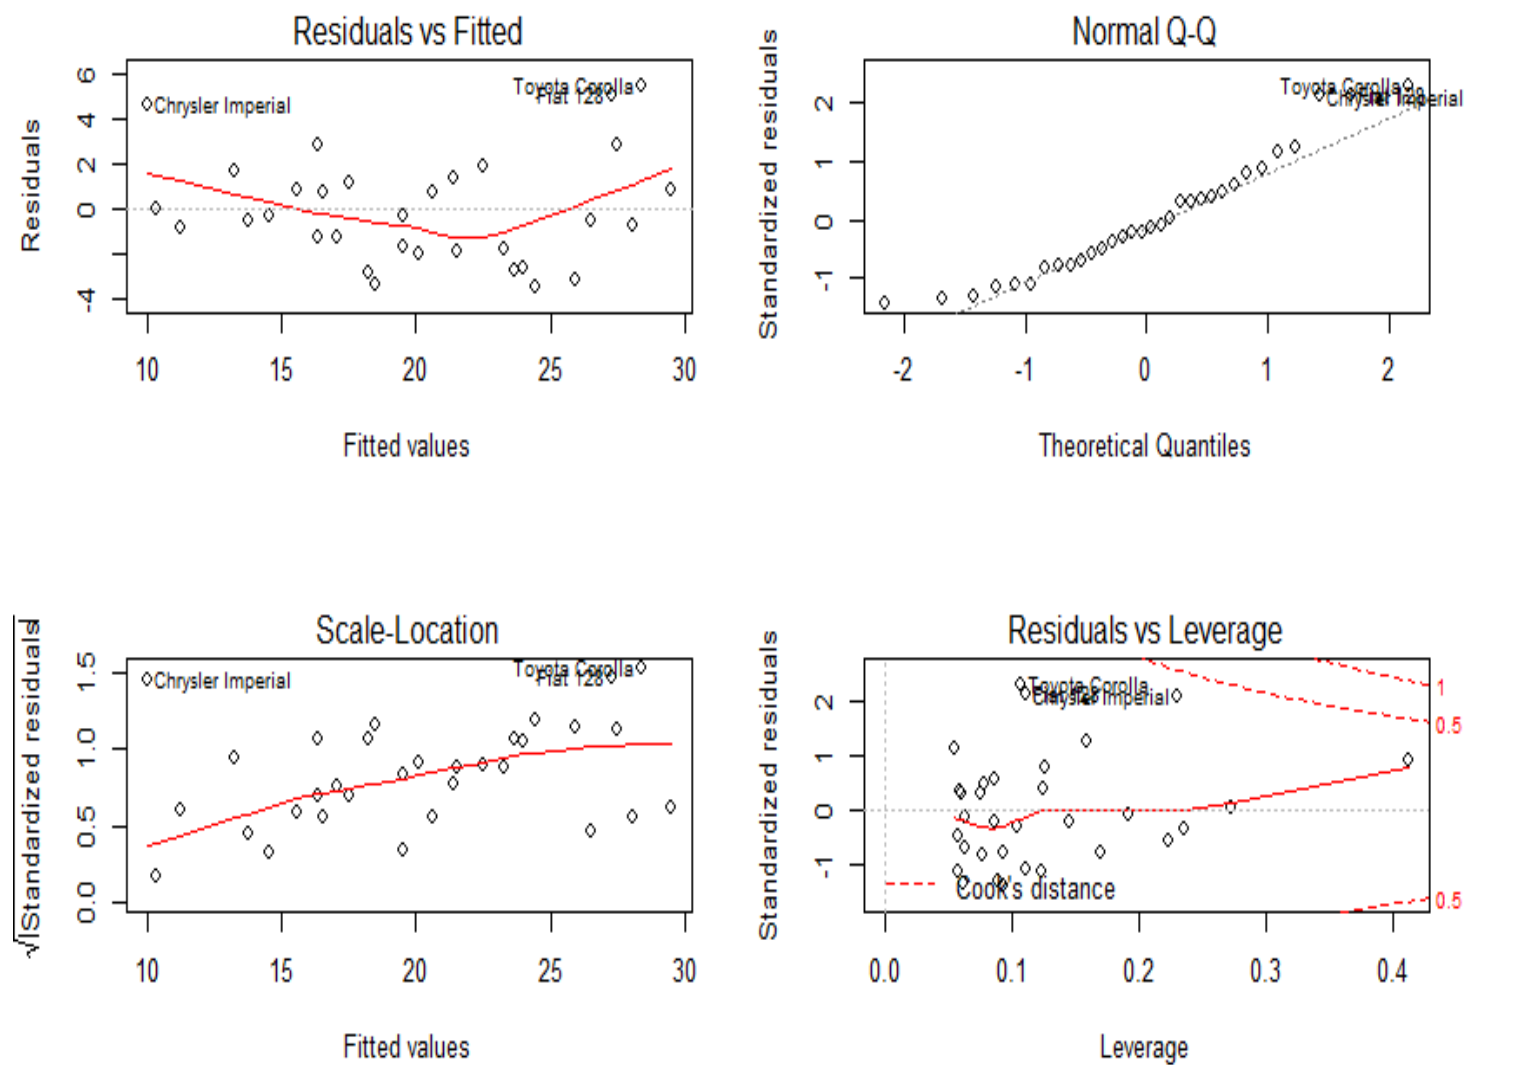 Residuals vs Fitted
Residuals
6
4
2
0
-4
Toyota Corolla
Fiat 128
Chrysler Imperial
10 15 20 25 30
Fitted values
Normal Q-Q
Standardized residuals
2
1
0
-1
Toyota Corolla
Fiat 128
Chrysler Imperial
-2 -1 0 1 2
Theoretical Quantiles
Scale-Location
√|Standardized residuals|
1.5
1.0
0.5
0.0
Toyota Corolla
Fiat 128
Chrysler Imperial
10 15 20 25 30
Fitted values
Residuals vs Leverage
Standardized residuals
2
1
0
-1
Toyota Corolla
Fiat 128
Chrysler Imperial
1
0.5
0.5
Cook's distance
0.0 0.1 0.2 0.3 0.4
Leverage